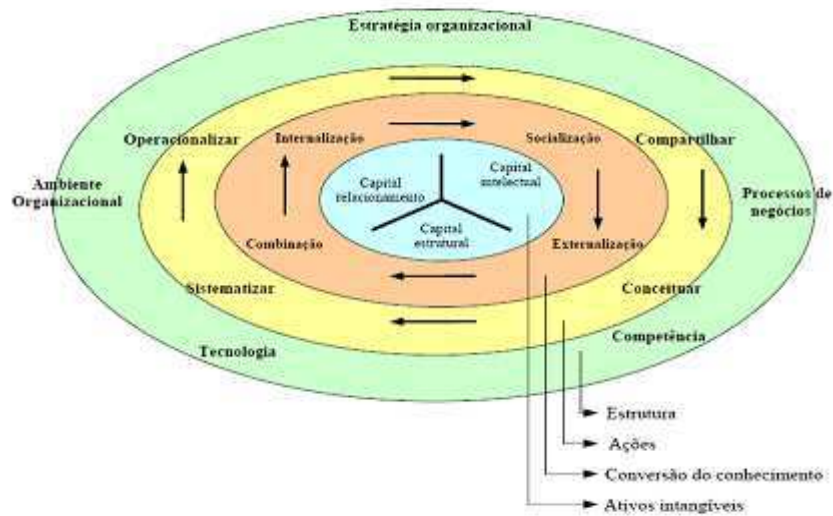 Estratégia organizacional
Operacionalizar
Internalização
Socialização
Compartilhar
Ambiente
Organizacional
Capital
relacionamento
Capital
intelectual
Processos de
negócios
Combinação
Capital
estrutural
Externalização
Sistematizar
Conceituar
Tecnologia
Competência
Estrutura
Ações
Conversão do conhecimento
Ativos intangíveis